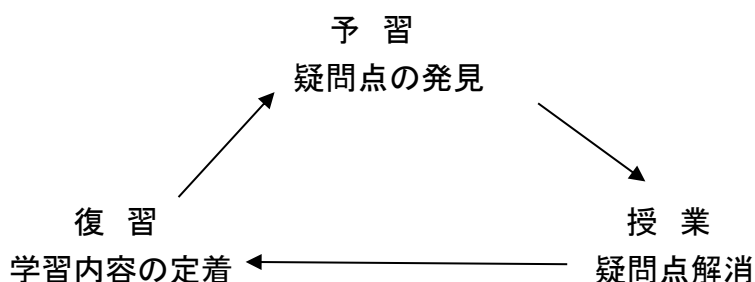 予 習
疑問点の発見
復 習
学習内容の定着
授 業
疑問点解消